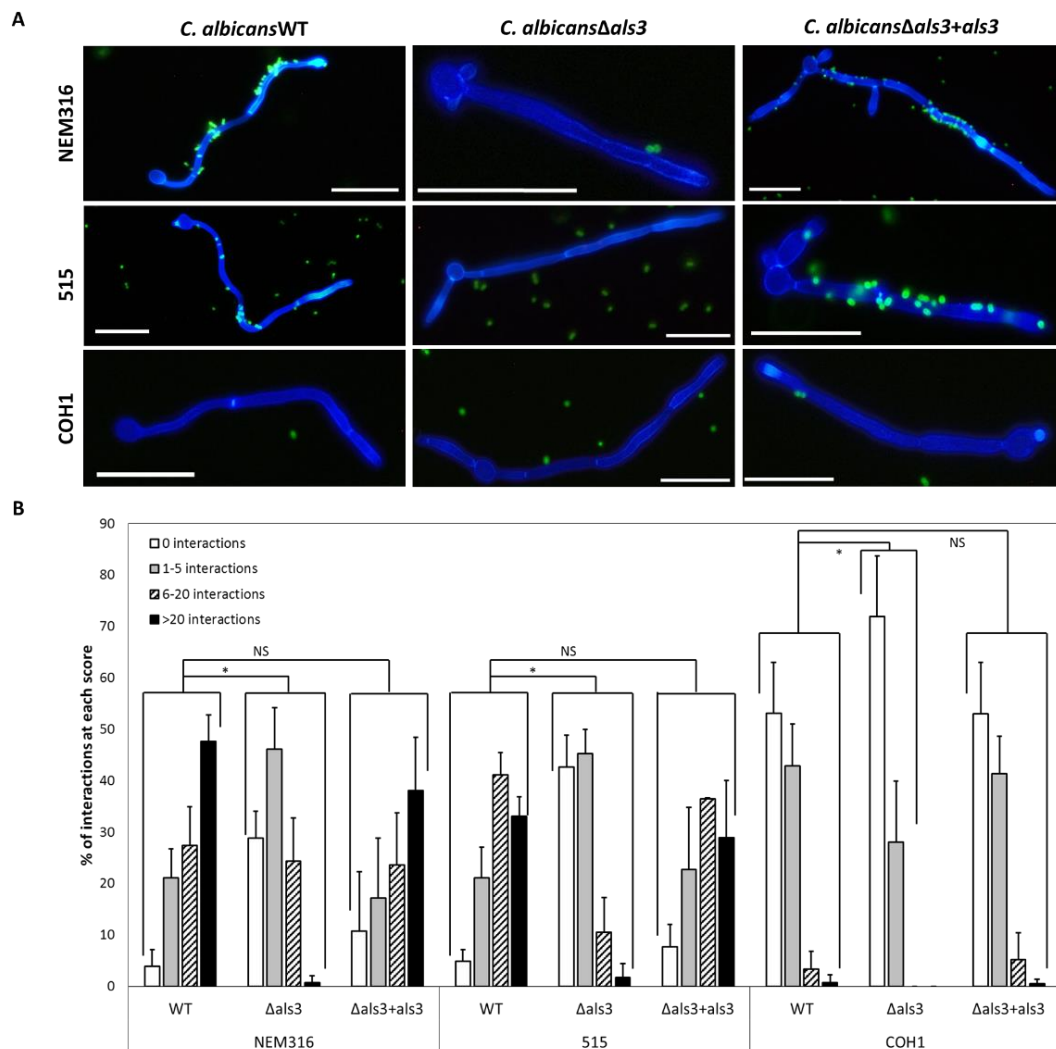 A
C. albicansWT
C. albicansΔals3
C. albicansΔals3+als3
NEM316
515
COH1
B
90
80
70
60
50
40
30
20
10
0
% of interactions at each score
0 interactions
1-5 interactions
6-20 interactions
>20 interactions
NS
*
NS
*
NS
*
WT
Δals3
Δals3+als3
WT
Δals3
Δals3+als3
WT
Δals3
Δals3+als3
NEM316
515
COH1